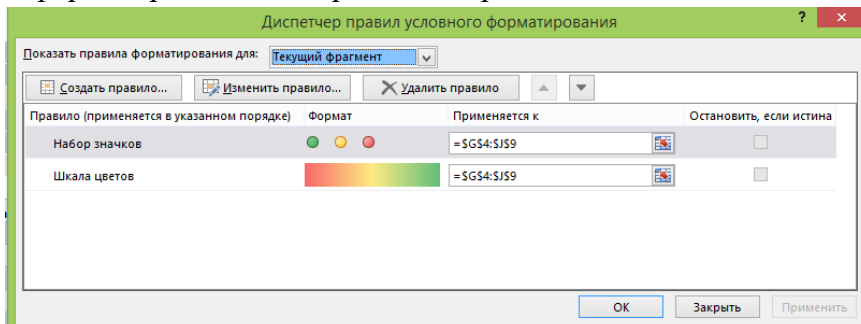 Диспетчер правил условного форматирования ? ×
Показать правила форматирования для: Текущий фрагмент
Создать правило... Изменить правило... Удалить правило
Правило (применяется в указанном порядке) Формат Применяется к Остановить, если истина
Набор значков =$G$4:$J$9
Шкала цветов =$G$4:$J$9
ОК Закрыть Применить